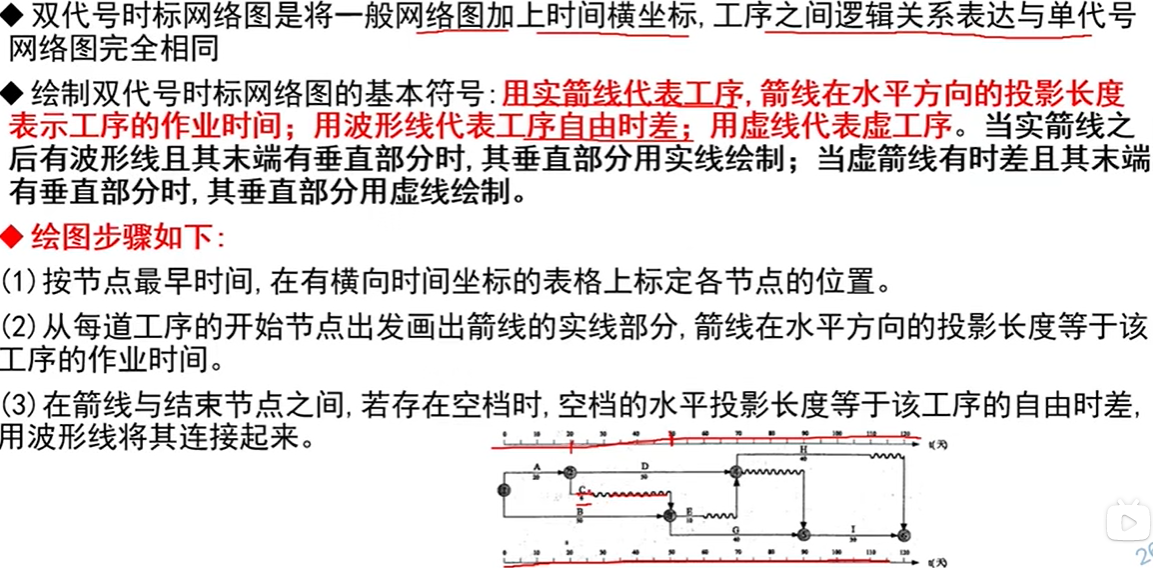 ◆ 双代号时标网络图是将一般网络图加上时间横坐标,工序之间逻辑关系表达与单代号
网络图完全相同
◆ 绘制双代号时标网络图的基本符号:用实箭线代表工序,箭线在水平方向的投影长度
表示工序的作业时间；用波形线代表工序自由时差；用虚线代表虚工序。当实箭线之
后有波形线且其末端有垂直部分时,其垂直部分用实线绘制；当虚箭线有时差且其末端
有垂直部分时,其垂直部分用虚线绘制。
◆ 绘图步骤如下:
(1)按节点最早时间,在有横向时间坐标的表格上标定各节点的位置。
(2)从每道工序的开始节点出发画出箭线的实线部分,箭线在水平方向的投影长度等于该
工序的作业时间。
(3)在箭线与结束节点之间,若存在空档时,空档的水平投影长度等于该工序的自由时差,
用波形线将其连接起来。
0 10 20 30 40 50 60 70 80 90 100 110 120 t(天)
H
40
A D
20 50
C
B E
50 10
G I
40 30
0 10 20 30 40 50 60 70 80 90 100 110 120 t(天)